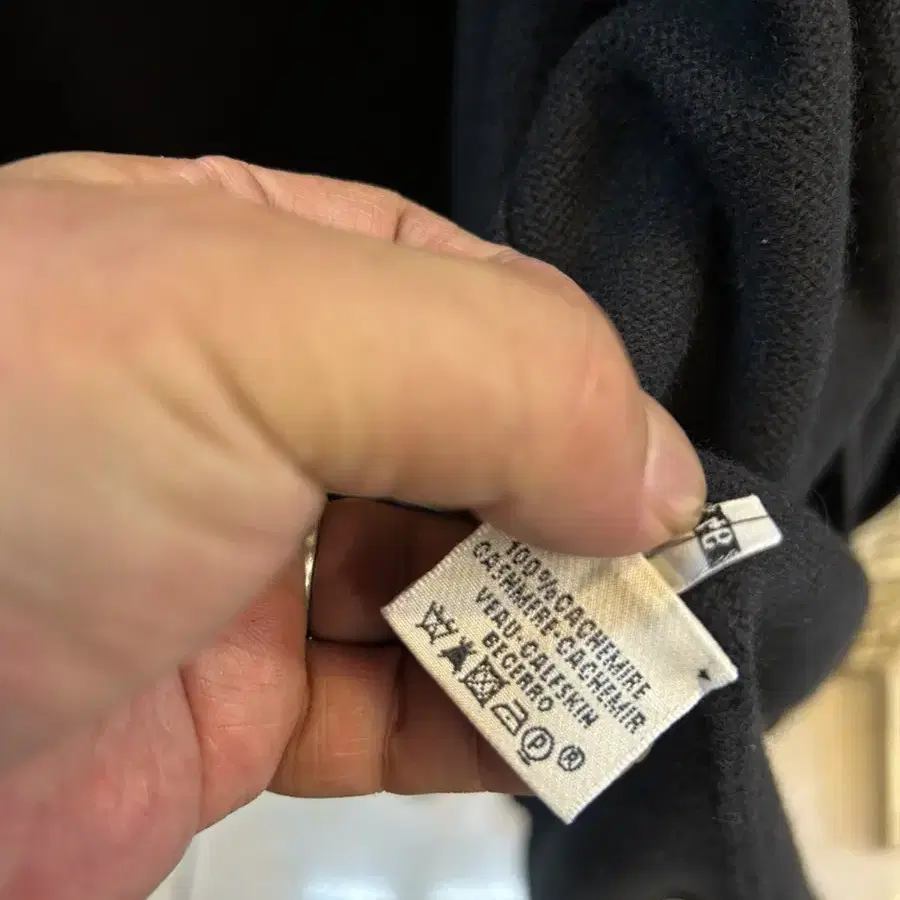 100% CACHEMIRE
CASHMERE-CACHEMIR
VEAU-CALFSKIN
BECERRO
P ®